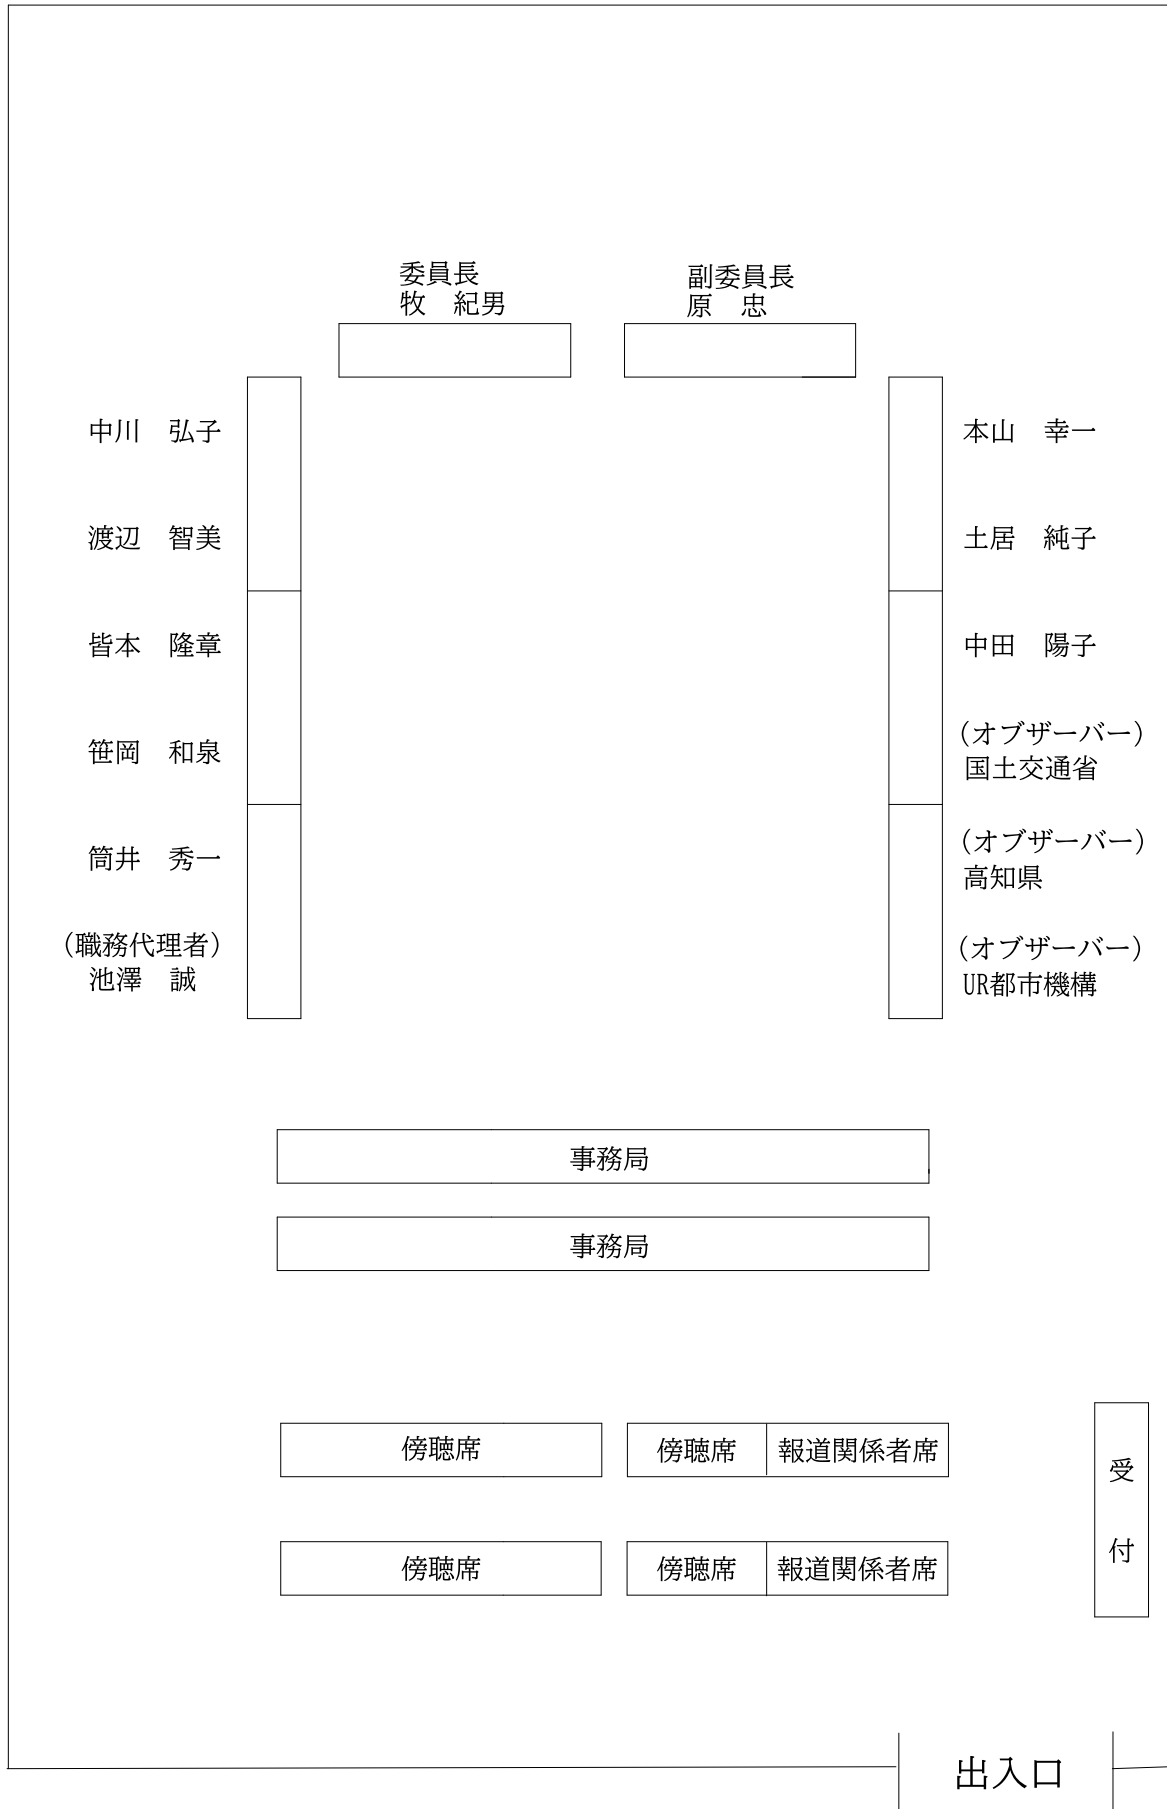 委員長
牧　紀男
副委員長
原　忠
中川　弘子
渡辺　智美
皆本　隆章
笹岡　和泉
筒井　秀一
（職務代理者）
池澤　誠
本山　幸一
土居　純子
中田　陽子
（オブザーバー）
国土交通省
（オブザーバー）
高知県
（オブザーバー）
UR都市機構
事務局
事務局
傍聴席
傍聴席
報道関係者席
傍聴席
傍聴席
報道関係者席
受付
出入口